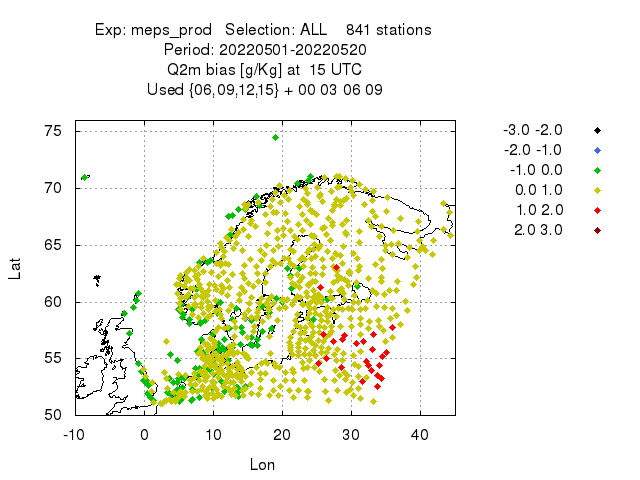 Exp: meps_prod   Selection: ALL    841 stations
Period: 20220501-20220520
Q2m bias [g/Kg] at  15 UTC
Used {06,09,12,15} + 00 03 06 09
-3.0 -2.0
-2.0 -1.0
-1.0 0.0
0.0 1.0
1.0 2.0
2.0 3.0
75
70
65
60
55
50
Lat
-10 0 10 20 30 40
Lon